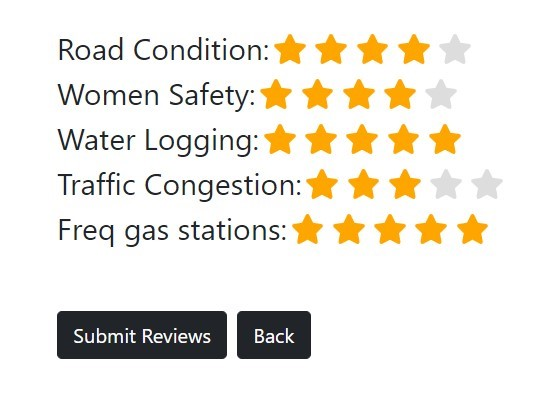 Road Condition:
Women Safety:
Water Logging:
Traffic Congestion:
Freq gas stations:
Submit Reviews Back